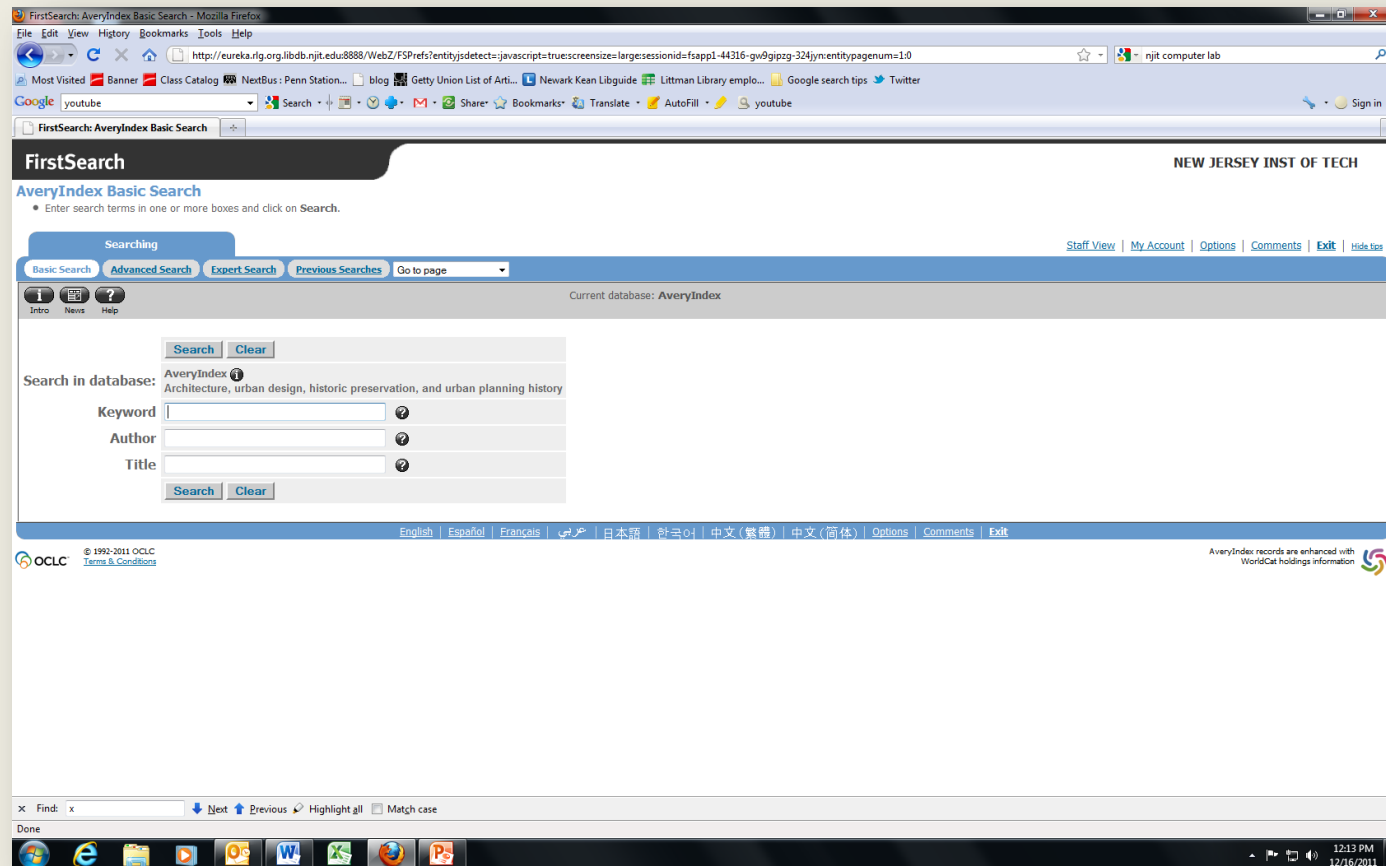 FirstSearch: AveryIndex Basic Search - Mozilla Firefox
File Edit View History Bookmarks Tools Help
http://eureka.rlg.org.libdb.njit.edu:8888/WebZ/FSPrefs?entityjsdetect=:javascript=true:screensize=large:sessionid=fsapp1-44316-gw9gipzg-324jyn:entitypagenum=1:0 njit computer lab
Most Visited Banner Class Catalog NextBus : Penn Station... blog Getty Union List of Arti... Newark Kean Libguide Littman Library emplo... Google search tips Twitter
Google youtube Search Share Bookmarks Translate AutoFill youtube Sign in
FirstSearch: AveryIndex Basic Search
FirstSearch NEW JERSEY INST OF TECH
AveryIndex Basic Search
• Enter search terms in one or more boxes and click on Search.
Searching Staff View | My Account | Options | Comments | Exit | Hide tips
Basic Search Advanced Search Expert Search Previous Searches Go to page
Intro News Help Current database: AveryIndex
Search Clear
Search in database: AveryIndex
Architecture, urban design, historic preservation, and urban planning history
Keyword
Author
Title
Search Clear
English | Español | Français | عربي | 日本語 | 한국어 | 中文(繁體) | 中文(简体) | Options | Comments | Exit
OCLC © 1992-2011 OCLC
Terms & Conditions
AveryIndex records are enhanced with
WorldCat holdings information
x Find: x Next Previous Highlight all Match case
Done
12:13 PM
12/16/2011